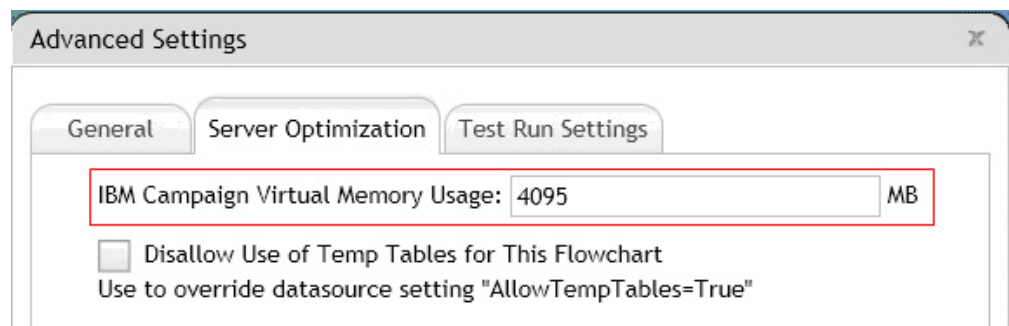 Advanced Settings
General Server Optimization Test Run Settings
IBM Campaign Virtual Memory Usage: 4095 MB
Disallow Use of Temp Tables for This Flowchart
Use to override datasource setting "AllowTempTables=True"